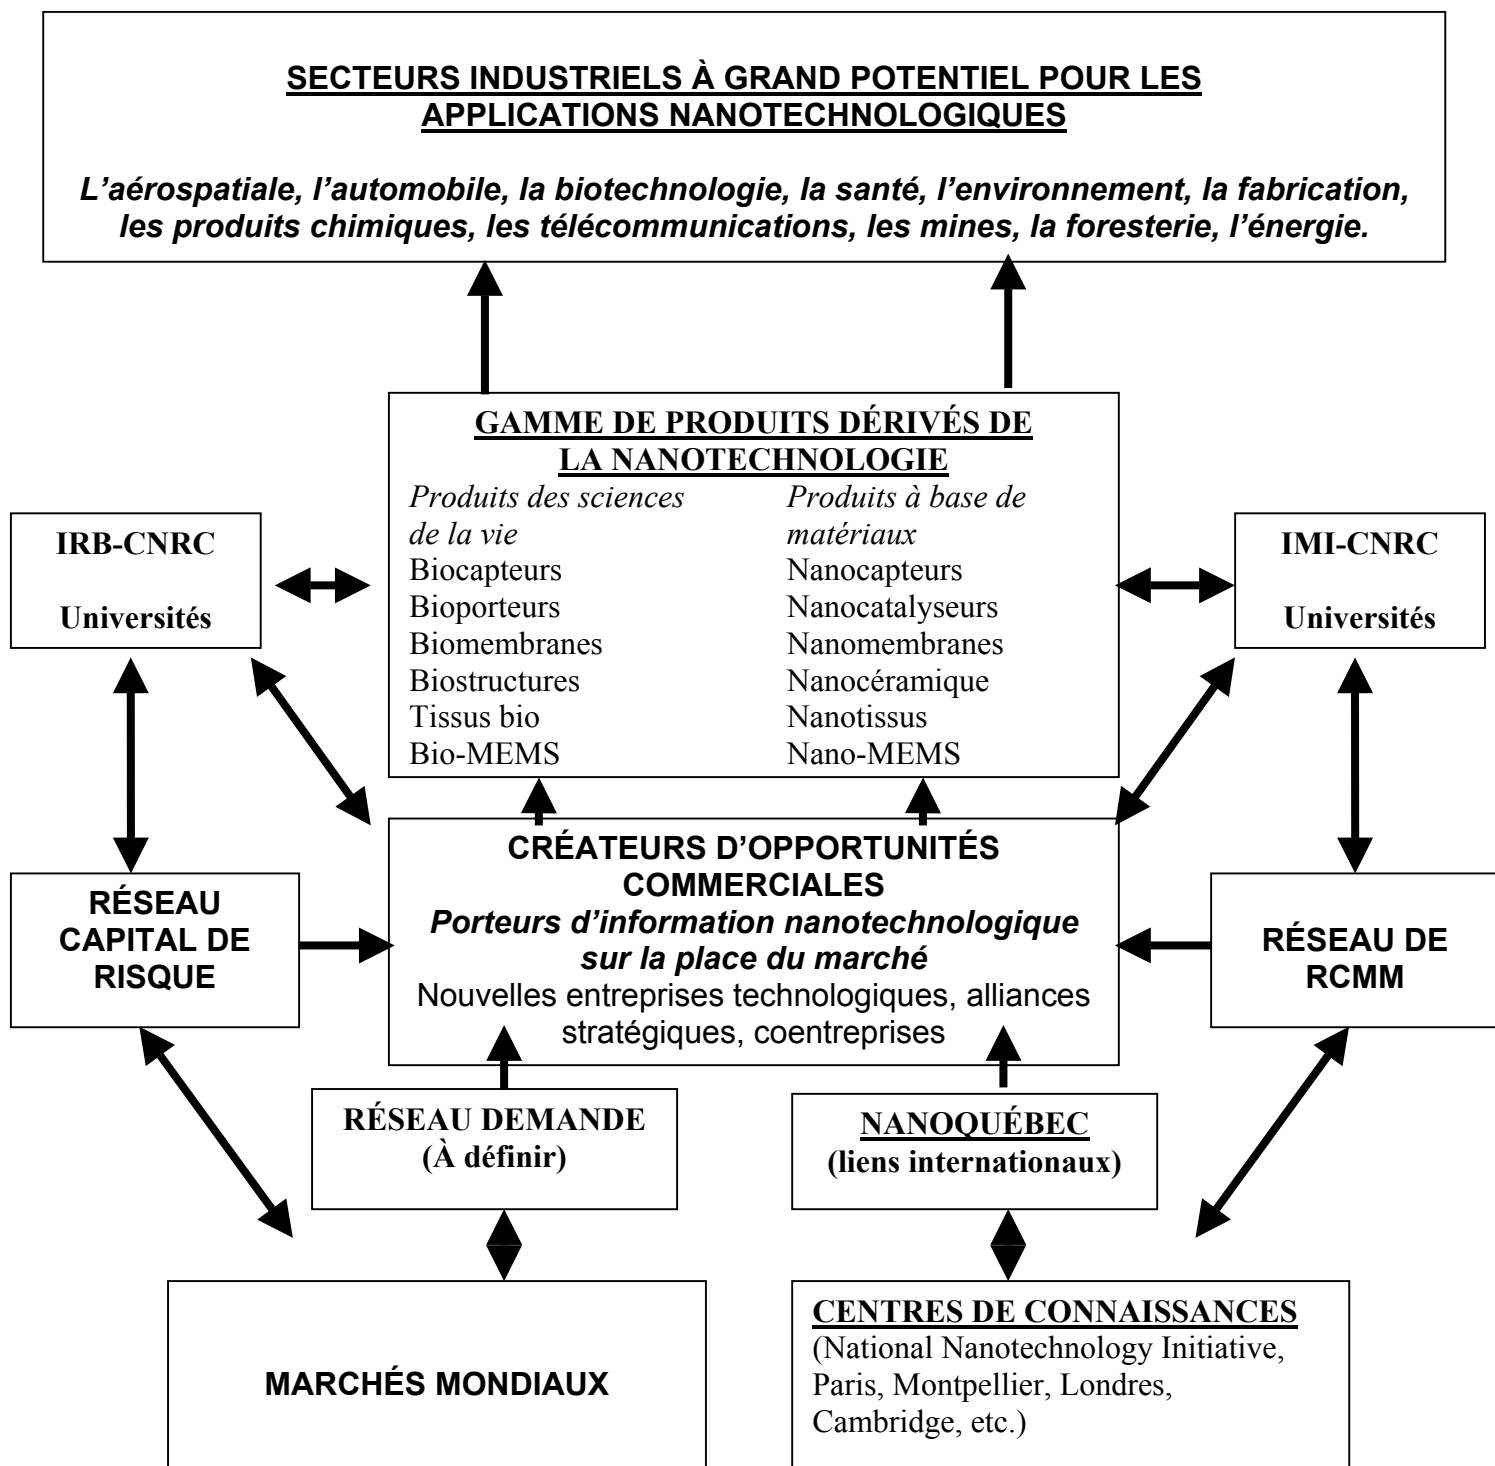 SECTEURS INDUSTRIELS À GRAND POTENTIEL POUR LES
APPLICATIONS NANOTECHNOLOGIQUES
L’aérospatiale, l’automobile, la biotechnologie, la santé, l’environnement, la fabrication,
les produits chimiques, les télécommunications, les mines, la foresterie, l’énergie.
GAMME DE PRODUITS DÉRIVÉS DE
LA NANOTECHNOLOGIE
Produits des sciences
de la vie
Biocapteurs
Bioporteurs
Biomembranes
Biostructures
Tissus bio
Bio-MEMS
Produits à base de
matériaux
Nanocapteurs
Nanocatalyseurs
Nanomembranes
Nanocéramique
Nanotissus
Nano-MEMS
IRB-CNRC
Universités
IMI-CNRC
Universités
RÉSEAU
CAPITAL DE
RISQUE
CRÉATEURS D’OPPORTUNITÉS
COMMERCIALES
Porteurs d’information nanotechnologique
sur la place du marché
Nouvelles entreprises technologiques, alliances
stratégiques, coentreprises
RÉSEAU DE
RCMM
RÉSEAU DEMANDE
(À définir)
NANOQUÉBEC
(liens internationaux)
MARCHÉS MONDIAUX
CENTRES DE CONNAISSANCES
(National Nanotechnology Initiative,
Paris, Montpellier, Londres,
Cambridge, etc.)